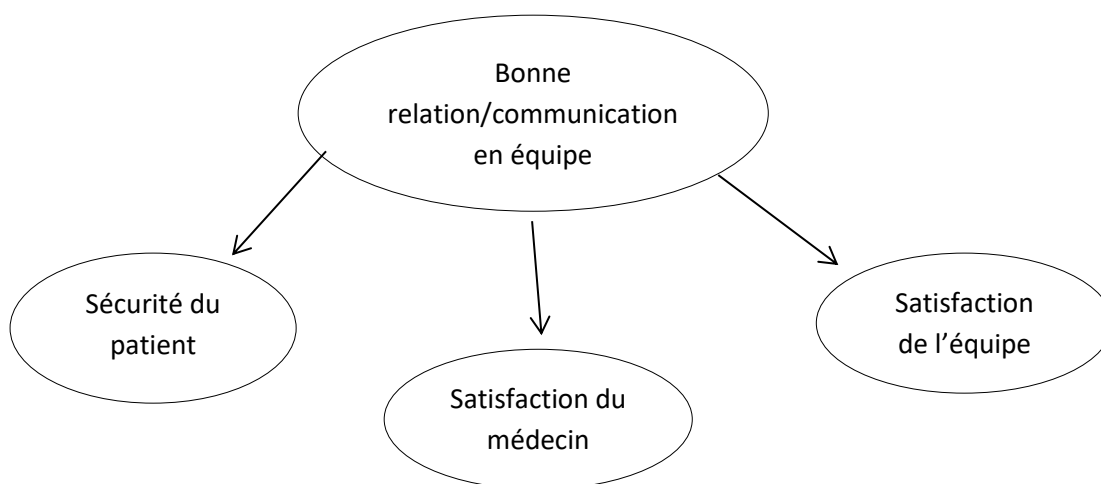 Bonne
relation/communication
en équipe
Sécurité du
patient
Satisfaction du
médecin
Satisfaction
de l’équipe